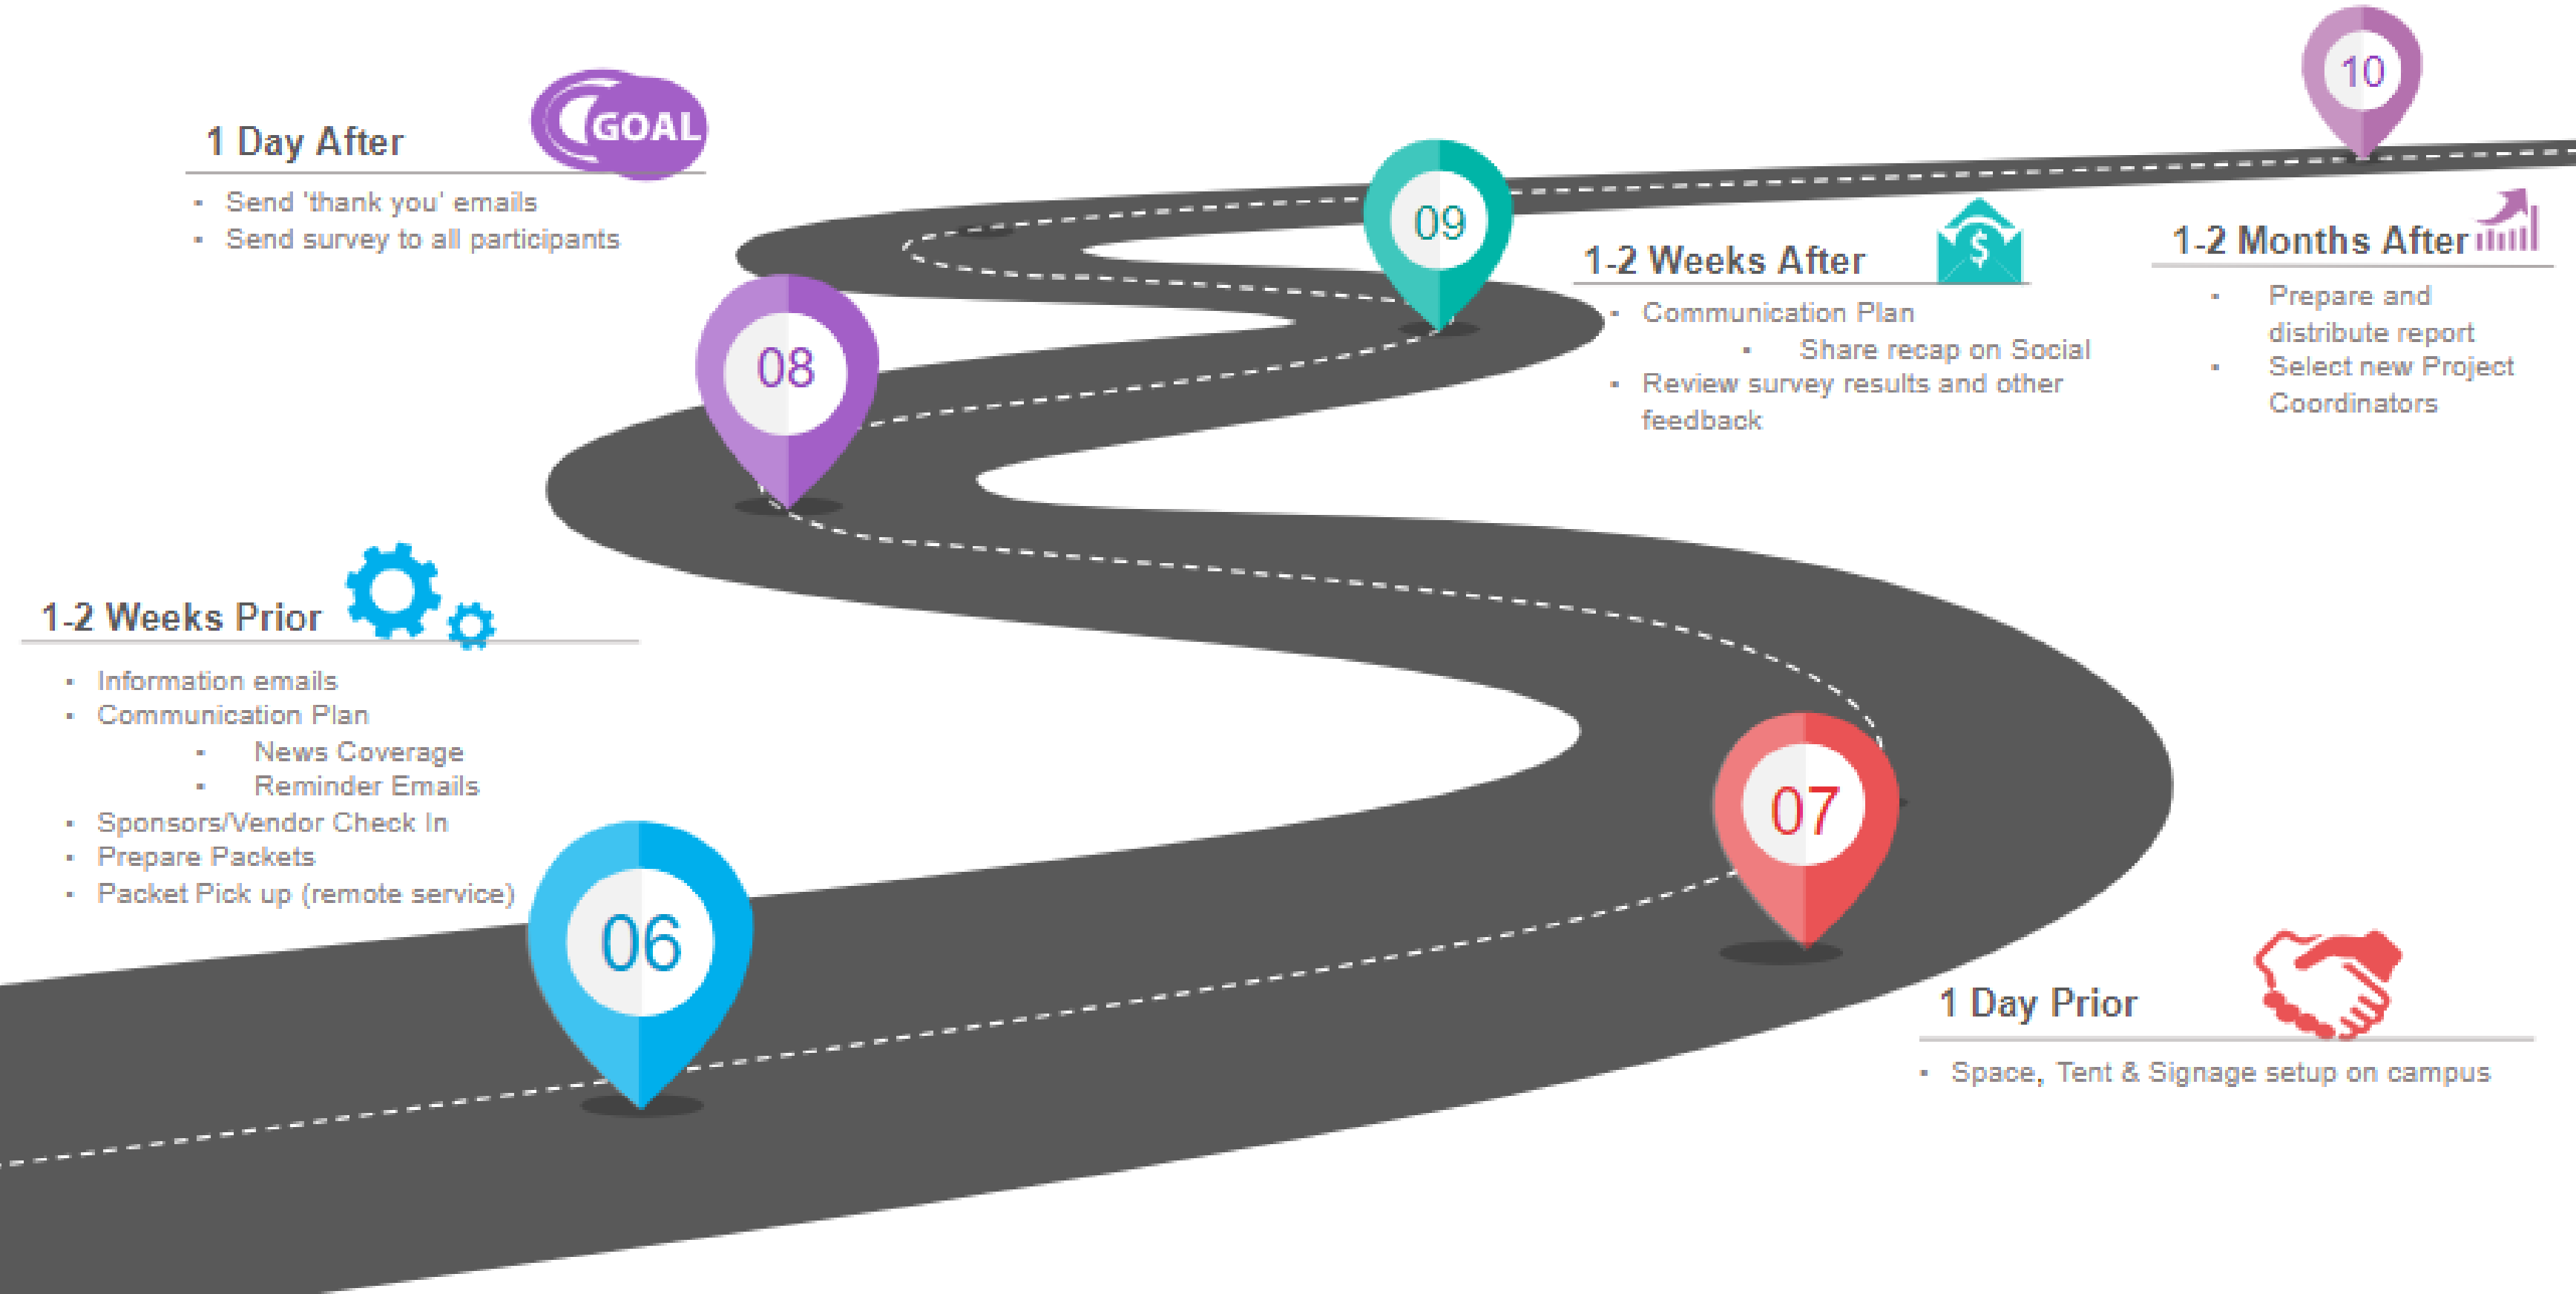 10
GOAL
1 Day After
▪ Send 'thank you' emails
▪ Send survey to all participants
09
$
1-2 Weeks After
▪ Communication Plan
▪ Share recap on Social
▪ Review survey results and other
feedback
1-2 Months After
▪ Prepare and
distribute report
▪ Select new Project
Coordinators
08
1-2 Weeks Prior
▪ Information emails
▪ Communication Plan
▪ News Coverage
▪ Reminder Emails
▪ Sponsors/Vendor Check In
▪ Prepare Packets
▪ Packet Pick up (remote service)
07
06
1 Day Prior
▪ Space, Tent & Signage setup on campus